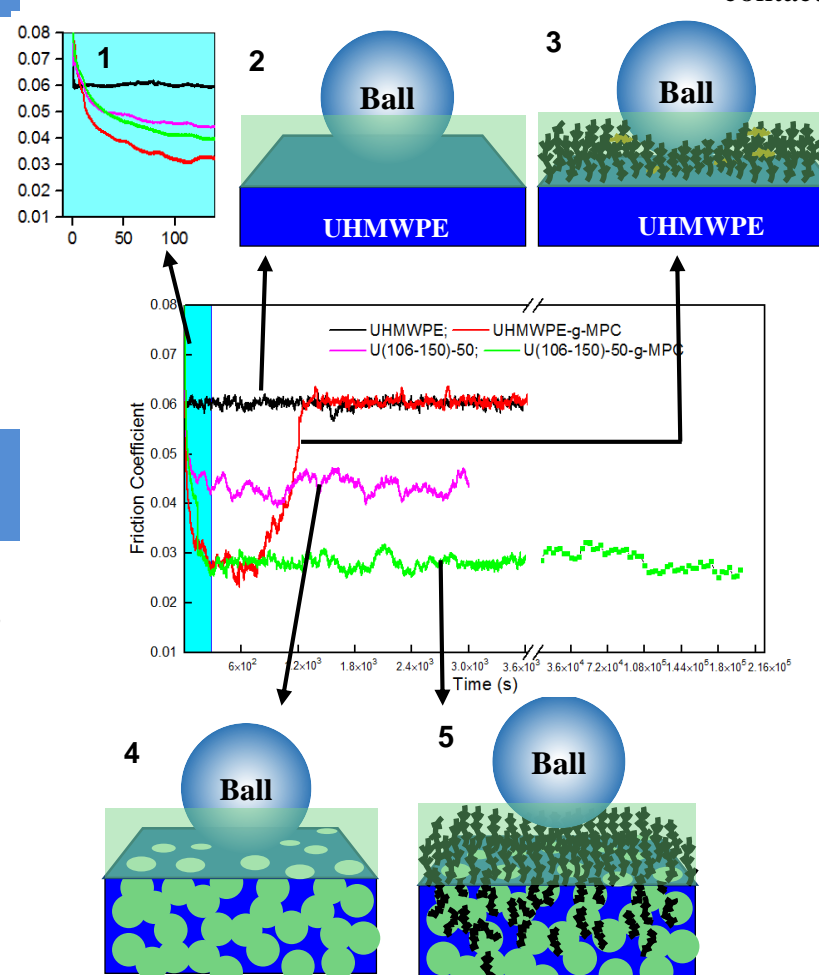 0.08
0.07
0.06
0.05
0.04
0.03
0.02
0.01
0 50 100
1
2
Ball
UHMWPE
3
Ball
UHMWPE
0.08
0.07
0.06
0.05
0.04
0.03
0.02
0.01
Friction Coefficient
UHMWPE; UHMWPE-g-MPC
U(106-150)-50; U(106-150)-50-g-MPC
6×10² .2×10³ 1.8×10³ 2.4×10³ 3.0×10³ 3.6×10³ 3.6×10⁴ 7.2×10⁴ 1.08×10⁵ 1.44×10⁵ 1.8×10⁵ 2.16×10⁵
Time (s)
4
Ball
5
Ball